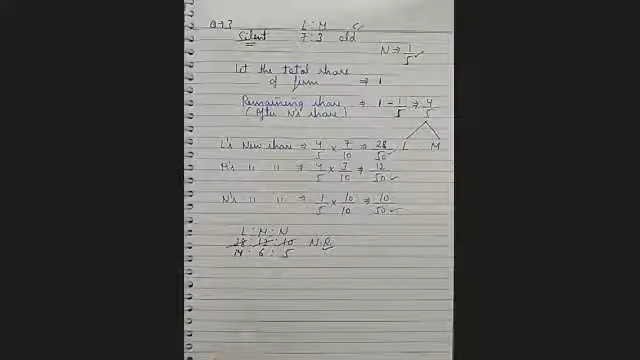 Q→3 L : M
Silent 7 : 3 old
N ⇒ 1/5
Let the total share
of firm ⇒ 1
Remaining share ⇒ 1 - 1/5 ⇒ 4/5
(After N's share)
L M
L's New share ⇒ 4/5 × 7/10 ⇒ 28/50
M's " " ⇒ 4/5 × 3/10 ⇒ 12/50
N's " " ⇒ 1/5 × 10/10 ⇒ 10/50
L : M : N
28 : 12 : 10 N.R
14 : 6 : 5